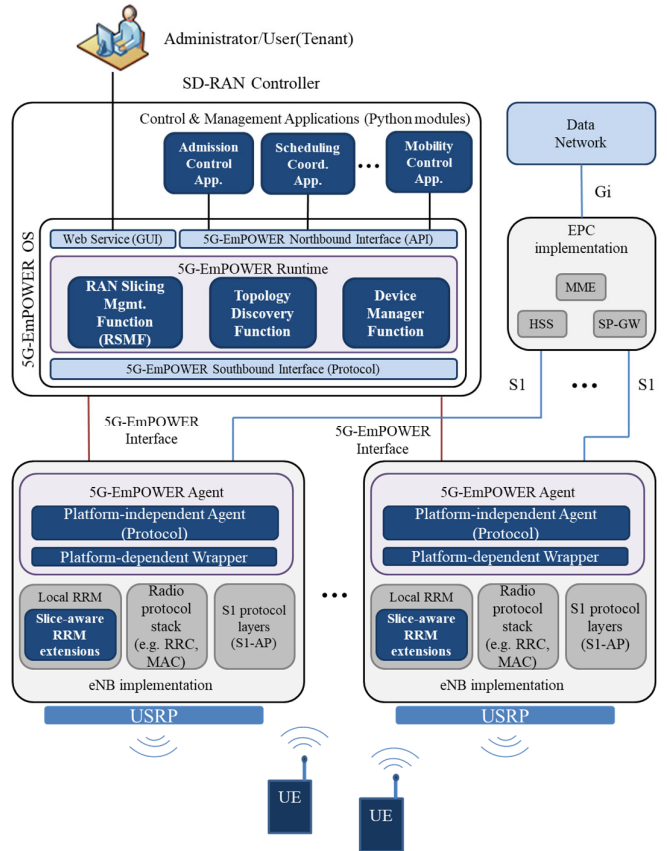 Administrator/User(Tenant)
SD-RAN Controller
Control & Management Applications (Python modules)
Admission
Control
App.
Scheduling
Coord.
App.
Mobility
Control
App.
Data
Network
Gi
5G-EmPOWER OS
Web Service (GUI)
5G-EmPOWER Northbound Interface (API)
5G-EmPOWER Runtime
RAN Slicing
Mgmt.
Function
(RSMF)
Topology
Discovery
Function
Device
Manager
Function
5G-EmPOWER Southbound Interface (Protocol)
EPC
implementation
MME
HSS
SP-GW
S1
S1
5G-EmPOWER
Interface
5G-EmPOWER
Interface
5G-EmPOWER Agent
Platform-independent Agent
(Protocol)
Platform-dependent Wrapper
Local RRM
Slice-aware
RRM
extensions
Radio
protocol
stack
(e.g. RRC,
MAC)
S1 protocol
layers
(S1-AP)
eNB implementation
USRP
5G-EmPOWER Agent
Platform-independent Agent
(Protocol)
Platform-dependent Wrapper
Local RRM
Slice-aware
RRM
extensions
Radio
protocol
stack
(e.g. RRC,
MAC)
S1 protocol
layers
(S1-AP)
eNB implementation
USRP
UE
UE